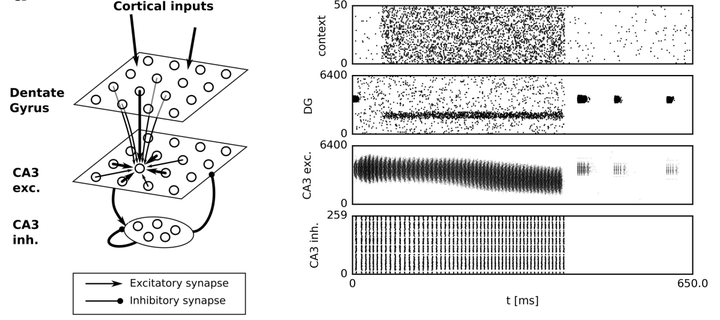 Cortical inputs
Dentate
Gyrus
CA3
exc.
CA3
inh.
Excitatory synapse
Inhibitory synapse
50
context
0
6400
DG
0
6400
CA3 exc.
0
259
CA3 inh.
0
0
650.0
t [ms]